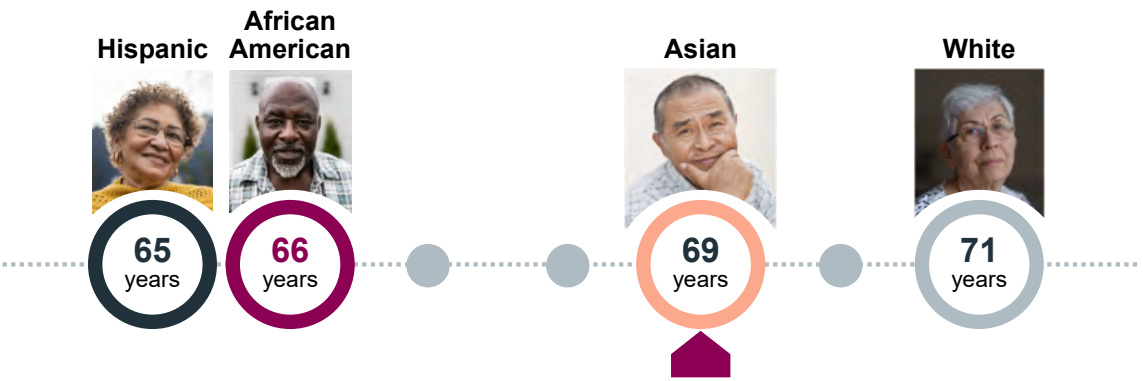 Hispanic
African
American
Asian
White
65
years
66
years
69
years
71
years